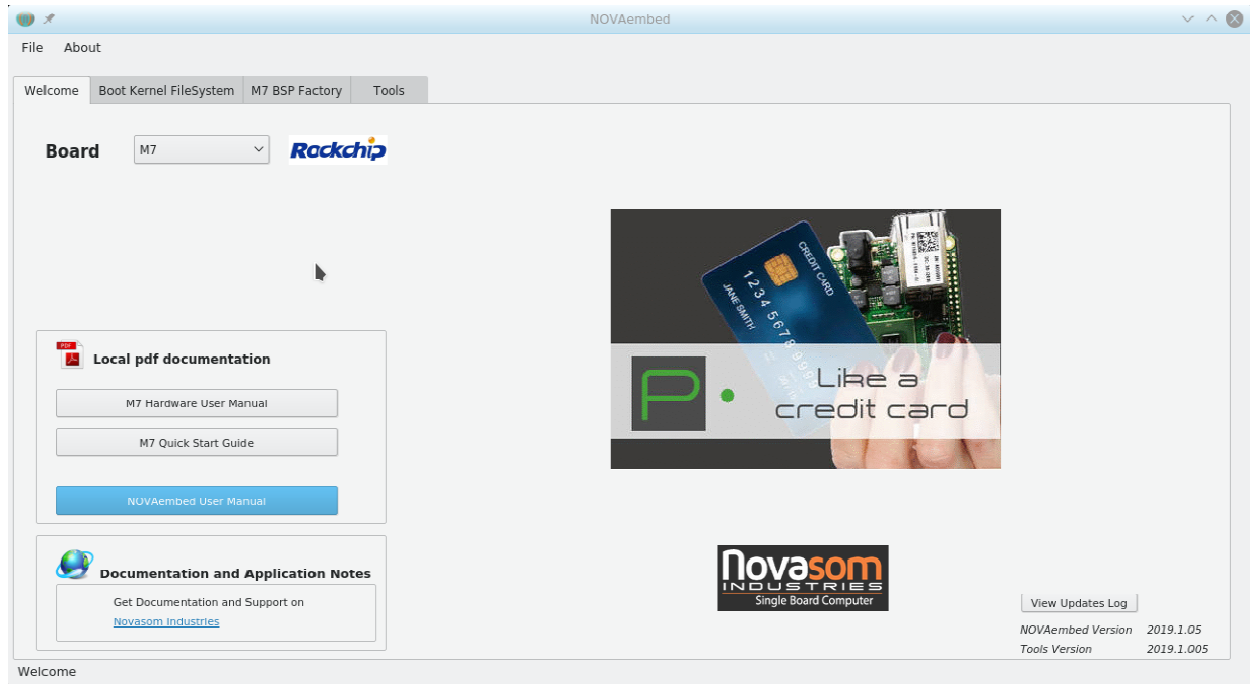 NOVAembed
File About
Welcome Boot Kernel FileSystem M7 BSP Factory Tools
Board M7 Rockchip
CREDIT CARD
1234 5678 9990
JANE SMITH
P. Like a
credit card
PDF
Local pdf documentation
M7 Hardware User Manual
M7 Quick Start Guide
NOVAembed User Manual
Documentation and Application Notes
Get Documentation and Support on
Novasom Industries
Novasom
INDUSTRIES
Single Board Computer
View Updates Log
NOVAembed Version 2019.1.05
Tools Version 2019.1.005
Welcome